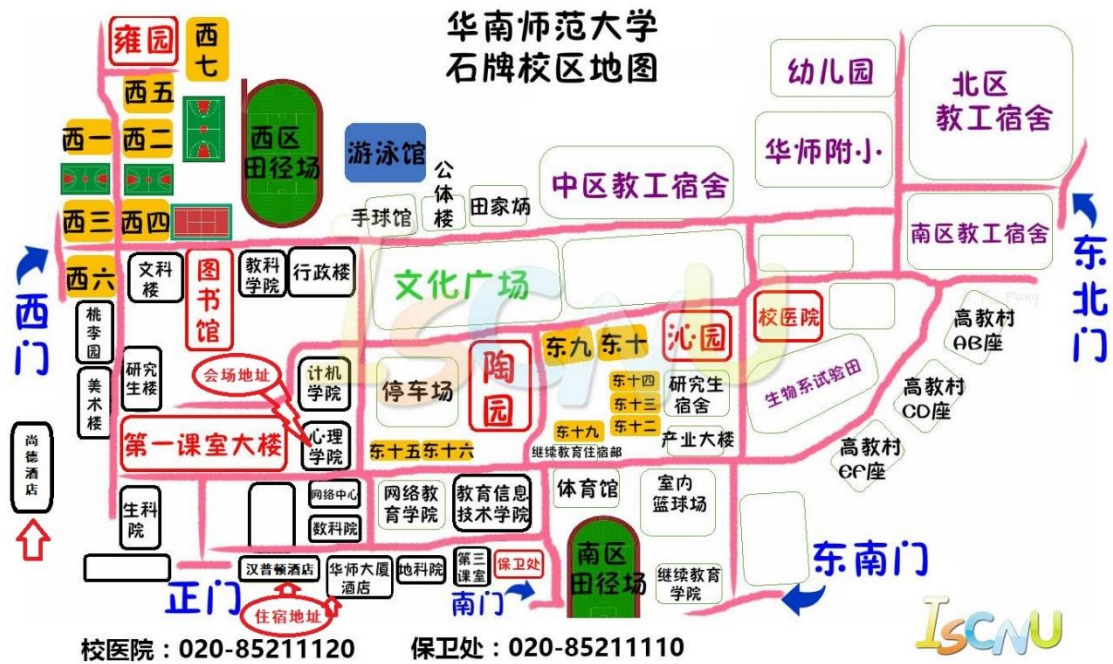 华南师范大学
石牌校区地图
雍园
西七
西五
西一
西二
西三
西四
西六
西区
田径场
游泳馆
手球馆
公体楼
田家炳
中区教工宿舍
幼儿园
华师附小
北区
教工宿舍
南区教工宿舍
东北门
西门
文科楼
图书馆
教科学院
行政楼
文化广场
桃李园
美术楼
研究生楼
会场地址
计机学院
停车场
陶园
东九
东十
沁园
校医院
高教村
AB座
高教村
CD座
高教村
EF座
生物系试验田
东十四
东十三
东十二
东十九
研究生
宿舍
产业大楼
继续教育住宿部
第一课室大楼
心理学院
东十五
东十六
尚德酒店
生科院
网络中心
数科院
网络教育学院
教育信息
技术学院
体育馆
室内
篮球场
南区
田径场
继续教育
学院
东南门
正门
汉普顿酒店
华师大厦
酒店
地科院
第三课室
保卫处
南门
住宿地址
ISCNU
ISCNU
校医院：020-85211120
保卫处：020-85211110